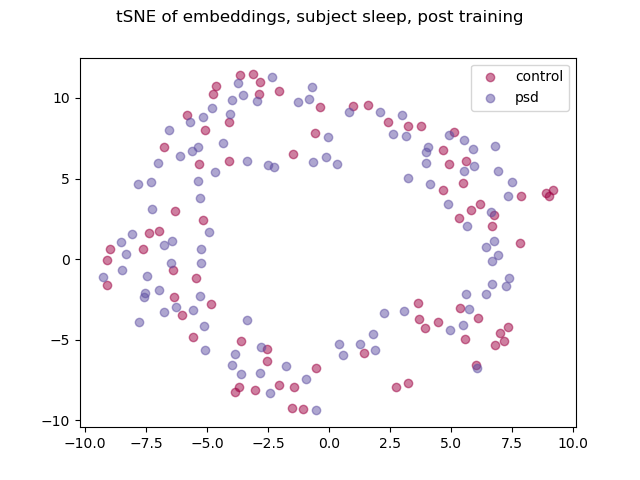 tSNE of embeddings, subject sleep, post training
control
psd
10
5
0
−5
−10
−10.0 −7.5 −5.0 −2.5 0.0 2.5 5.0 7.5 10.0